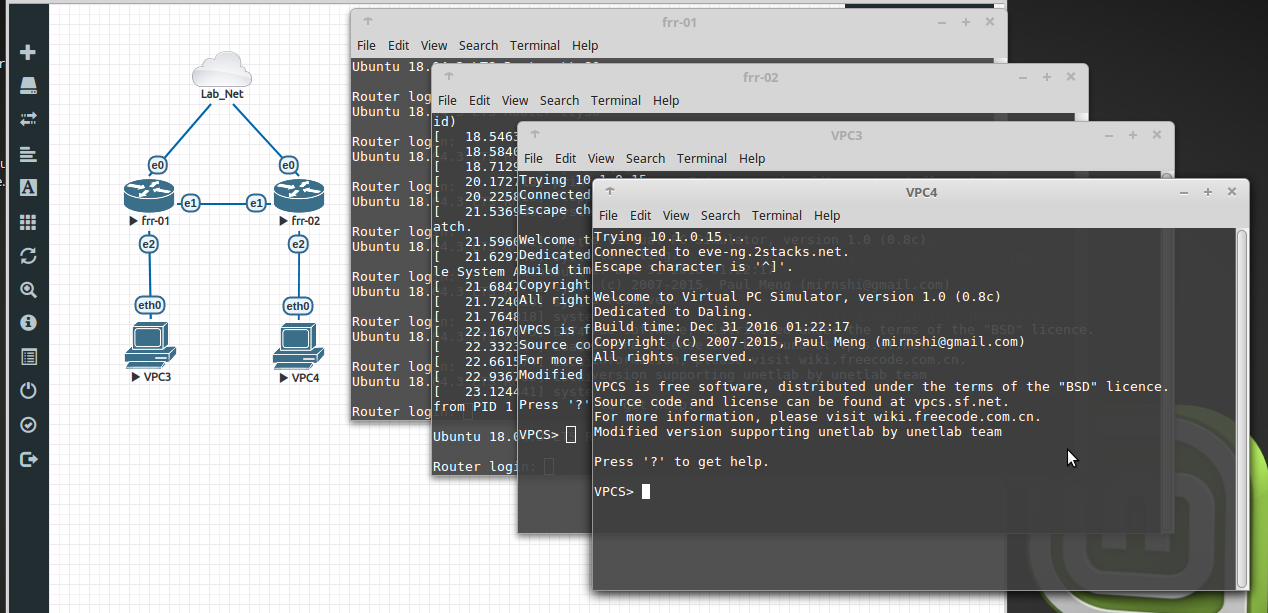 Lab_Net
e0
e0
e1
e1
frr-01
frr-02
e2
e2
eth0
eth0
VPC3
VPC4
A
frr-01
File Edit View Search Terminal Help
Ubuntu 18.
Router log
Ubuntu 18.
Router log
Ubuntu 18.
Router log
Ubuntu 18.
Router log
Ubuntu 18.
Router log
Ubuntu 18.
Router log
Ubuntu 18.
Router log
Ubuntu 18.
Router log
frr-02
File Edit View Search Terminal Help
id)
[ 18.5463
[ 18.5840
[ 18.7129
[ 20.1727
[ 20.2258
[ 21.5369
atch.
[ 21.5960
[ 21.6297
le System A
[ 21.6847
[ 21.7240
[ 21.7648
[ 22.1670
[ 22.3323
[ 22.6615
[ 22.9367
[ 23.1244
from PID 1
Ubuntu 18.0
Router login:
VPC3
File Edit View Search Terminal Help
Trying 10.1.0.15...
Connected
Escape ch
Welcome t
Dedicated
Build tim
Copyright
All right
VPCS is f
Source co
For more
Modified
Press '?'
VPCS>
VPC4
File Edit View Search Terminal Help
Trying 10.1.0.15...
Connected to eve-ng.2stacks.net.
Escape character is '^]'.
Welcome to Virtual PC Simulator, version 1.0 (0.8c)
Dedicated to Daling.
Build time: Dec 31 2016 01:22:17
Copyright (c) 2007-2015, Paul Meng (mirnshi@gmail.com)
All rights reserved.
VPCS is free software, distributed under the terms of the "BSD" licence.
Source code and license can be found at vpcs.sf.net.
For more information, please visit wiki.freecode.com.cn.
Modified version supporting unetlab by unetlab team
Press '?' to get help.
VPCS>